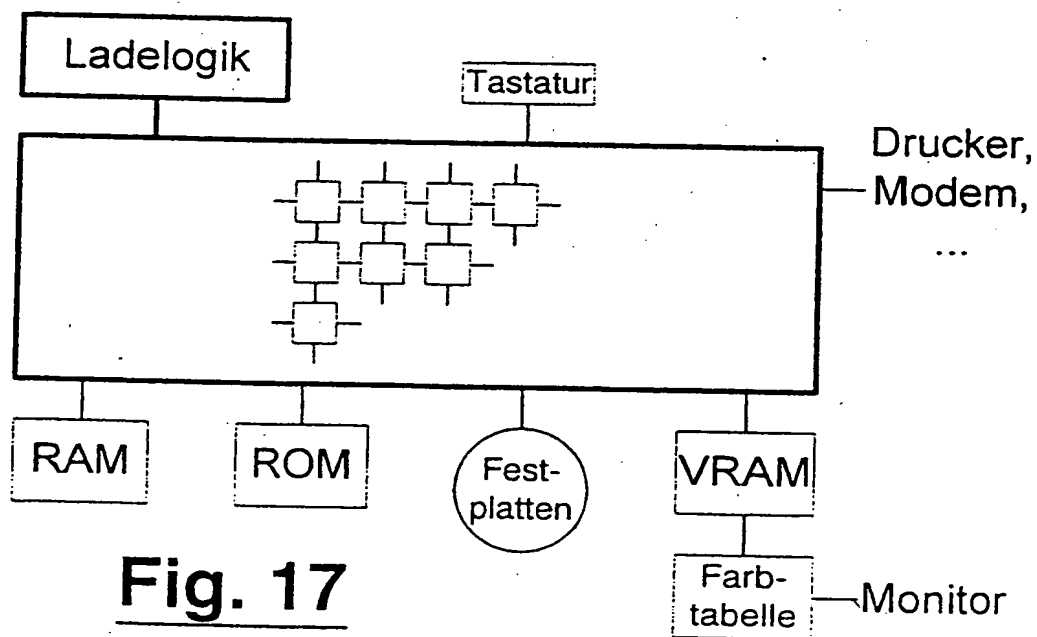 Ladelogik
Tastatur
Drucker,
Modem,
...
RAM
ROM
Fest-
platten
VRAM
Farb-
tabelle
Monitor
Fig. 17